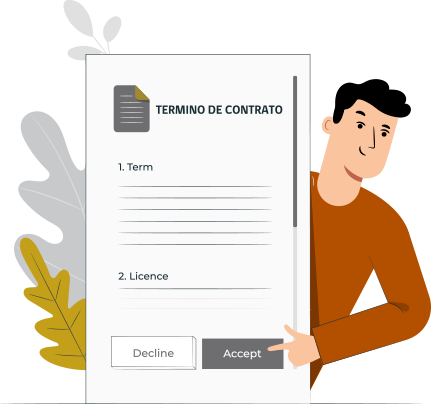 TERMINO DE CONTRATO
1. Term
2. Licence
Decline
Accept